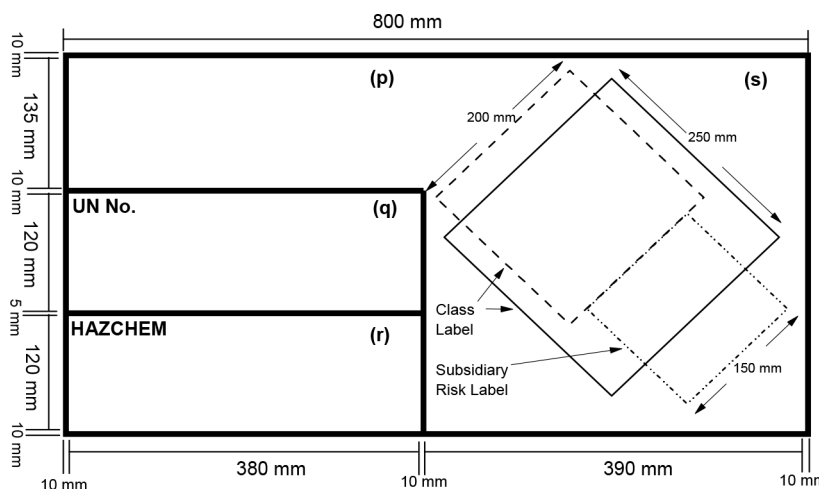 800 mm
10 mm
(p)
(s)
200 mm
250 mm
135 mm
10 mm
UN No.
(q)
120 mm
5 mm
HAZCHEM
(r)
Class
Label
Subsidiary
Risk Label
150 mm
120 mm
10 mm
380 mm
390 mm
10 mm
10 mm
10 mm